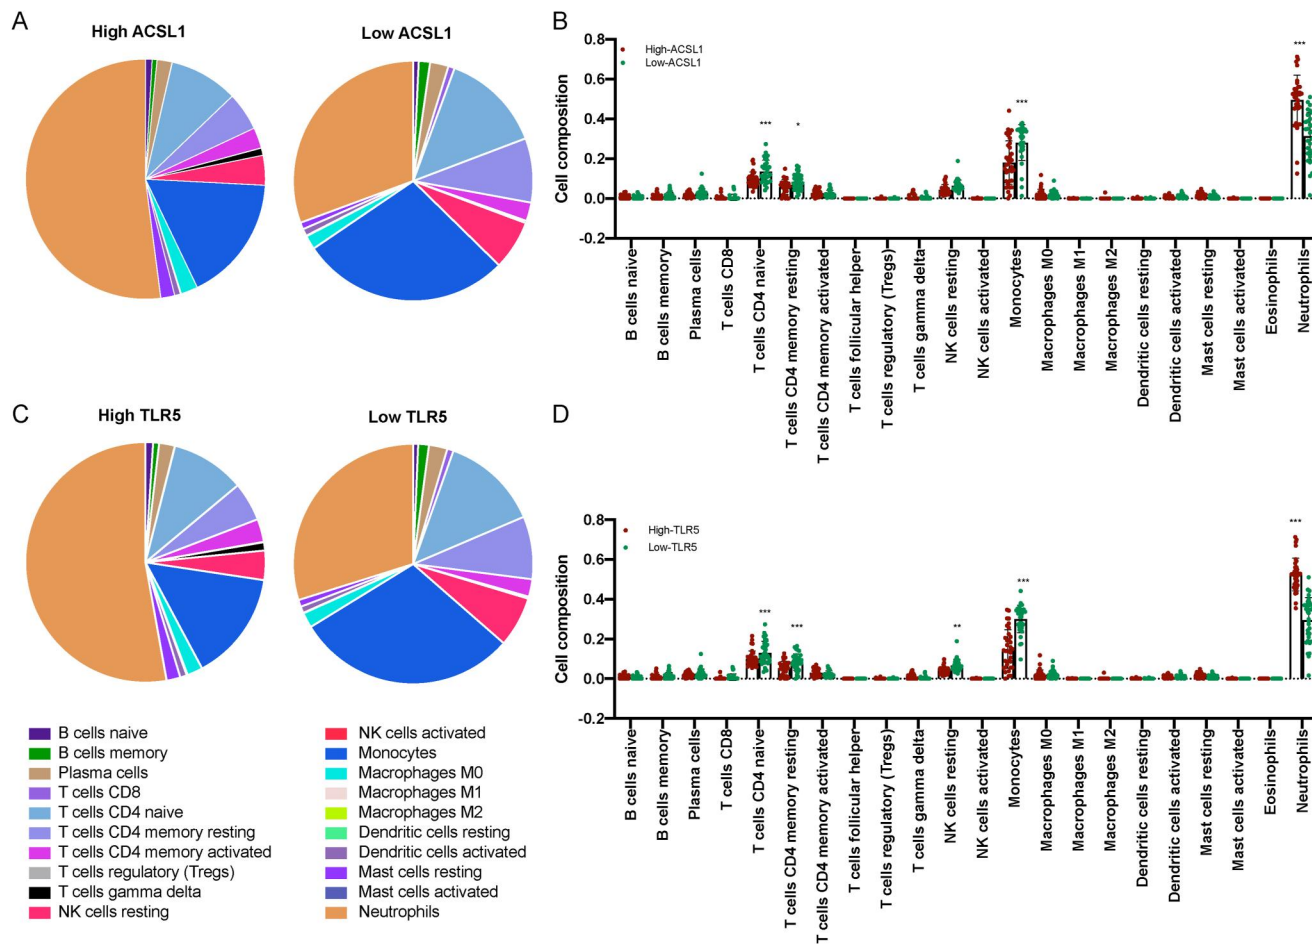 A
High ACSL1
Low ACSL1
B
High-ACSL1
Low-ACSL1
Cell composition
0.8
0.6
0.4
0.2
0.0
-0.2
***
*
***
***
B cells naive
B cells memory
Plasma cells
T cells CD8
T cells CD4 naive
T cells CD4 memory resting
T cells CD4 memory activated
T cells follicular helper
T cells regulatory (Tregs)
T cells gamma delta
NK cells resting
NK cells activated
Monocytes
Macrophages M0
Macrophages M1
Macrophages M2
Dendritic cells resting
Dendritic cells activated
Mast cells resting
Mast cells activated
Eosinophils
Neutrophils
C
High TLR5
Low TLR5
B cells naive
B cells memory
Plasma cells
T cells CD8
T cells CD4 naive
T cells CD4 memory resting
T cells CD4 memory activated
T cells regulatory (Tregs)
T cells gamma delta
NK cells resting
NK cells activated
Monocytes
Macrophages M0
Macrophages M1
Macrophages M2
Dendritic cells resting
Dendritic cells activated
Mast cells resting
Mast cells activated
Neutrophils
D
High-TLR5
Low-TLR5
Cell composition
0.8
0.6
0.4
0.2
0.0
-0.2
***
***
**
***
***
B cells naive
B cells memory
Plasma cells
T cells CD8
T cells CD4 naive
T cells CD4 memory resting
T cells CD4 memory activated
T cells follicular helper
T cells regulatory (Tregs)
T cells gamma delta
NK cells resting
NK cells activated
Monocytes
Macrophages M0
Macrophages M1
Macrophages M2
Dendritic cells resting
Dendritic cells activated
Mast cells resting
Mast cells activated
Eosinophils
Neutrophils